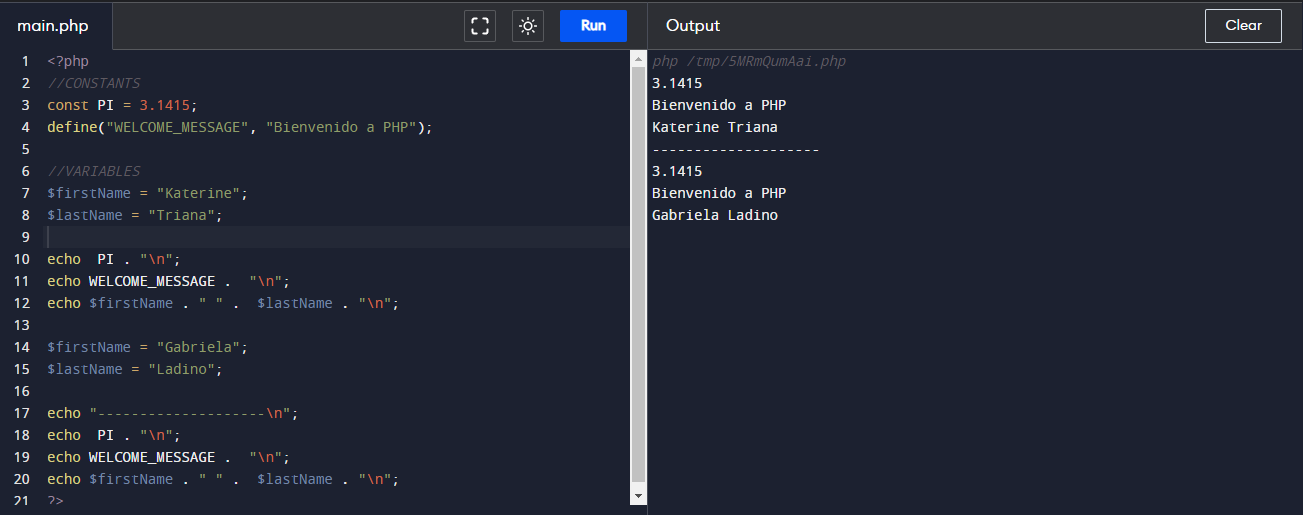 main.php
Run
1 <?php
2 //CONSTANTS
3 const PI = 3.1415;
4 define("WELCOME_MESSAGE", "Bienvenido a PHP");
5
6 //VARIABLES
7 $firstName = "Katerine";
8 $lastName = "Triana";
9
10 echo  PI . "\n";
11 echo WELCOME_MESSAGE .  "\n";
12 echo $firstName . " " .  $lastName . "\n";
13
14 $firstName = "Gabriela";
15 $lastName = "Ladino";
16
17 echo "--------------------\n";
18 echo  PI . "\n";
19 echo WELCOME_MESSAGE .  "\n";
20 echo $firstName . " " .  $lastName . "\n";
21 ?>
Output
Clear
php /tmp/5MRmQumAai.php
3.1415
Bienvenido a PHP
Katerine Triana
--------------------
3.1415
Bienvenido a PHP
Gabriela Ladino